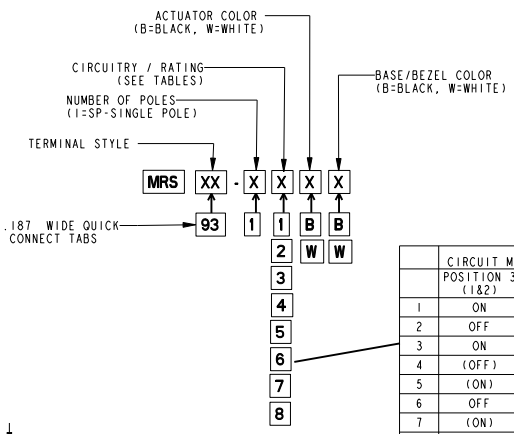 ACTUATOR COLOR
(B=BLACK, W=WHITE)
CIRCUITRY / RATING
(SEE TABLES)
BASE/BEZEL COLOR
(B=BLACK, W=WHITE)
NUMBER OF POLES
(1=SP-SINGLE POLE)
TERMINAL STYLE
MRS XX - X X X X
.187 WIDE QUICK
CONNECT TABS
93 1 1 B B
2 W W
3
4
5
6
7
8
CIRCUIT M
POSITION 3
(1&2)
1 ON
2 OFF
3 ON
4 (OFF)
5 (ON)
6 OFF
7 (ON)